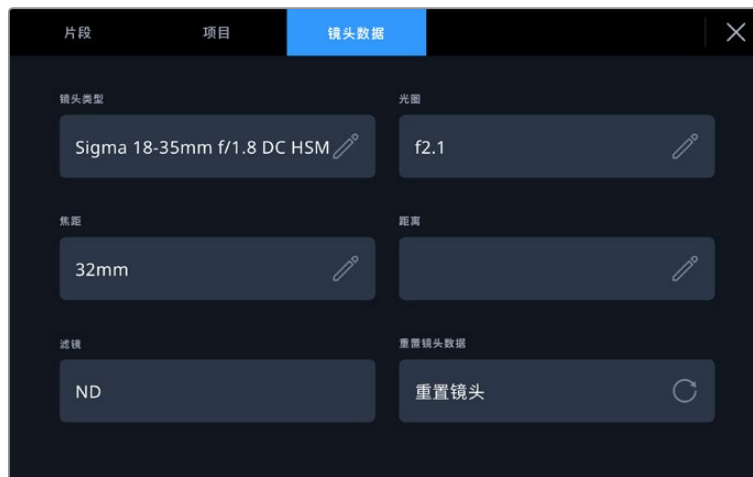 片段
项目
镜头数据
镜头类型
光圈
Sigma 18-35mm f/1.8 DC HSM
f2.1
焦距
距离
32mm
滤镜
重置镜头数据
ND
重置镜头